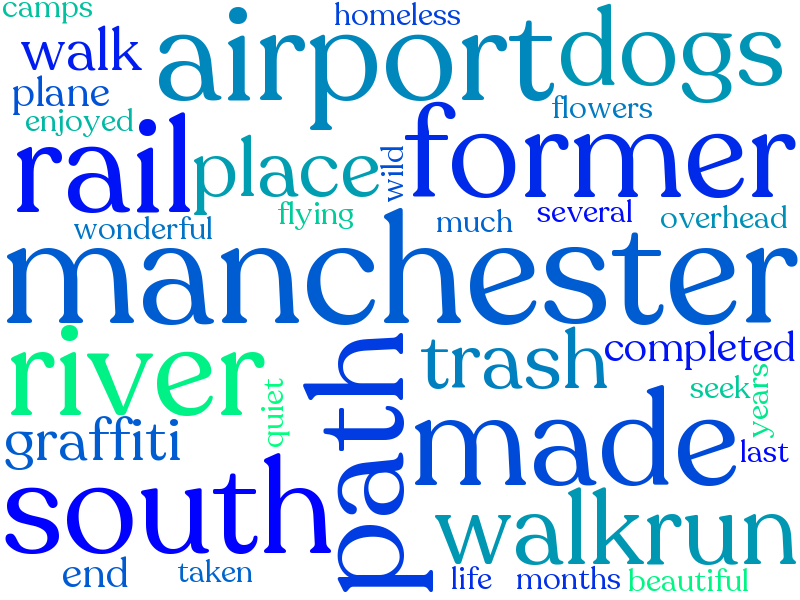 camps
homeless
walk
airport
dogs
plane
flowers
enjoyed
rail
place
wild
former
flying
wonderful
much
several
overhead
manchester
river
path
trash
completed
quiet
seek
years
graffiti
made
last
south
walkrun
end
taken
life
months
beautiful